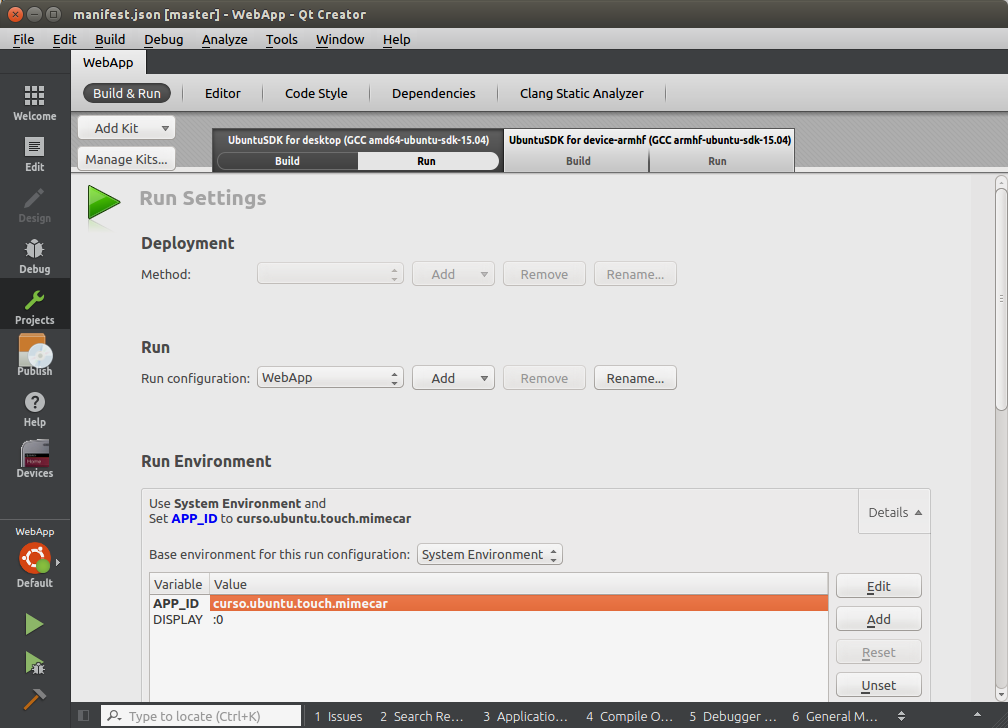 manifest.json [master] - WebApp - Qt Creator
File Edit Build Debug Analyze Tools Window Help
WebApp
Build & Run Editor Code Style Dependencies Clang Static Analyzer
Welcome
Edit
Design
Debug
Projects
Publish
Help
Devices
WebApp
Default
Add Kit
Manage Kits...
UbuntuSDK for desktop (GCC amd64-ubuntu-sdk-15.04)
Build Run
UbuntuSDK for device-armhf (GCC armhf-ubuntu-sdk-15.04)
Build Run
Run Settings
Deployment
Method: Add Remove Rename...
Run
Run configuration: WebApp Add Remove Rename...
Run Environment
Use System Environment and
Set APP_ID to curso.ubuntu.touch.mimecar
Details
Base environment for this run configuration: System Environment
Variable Value
APP_ID curso.ubuntu.touch.mimecar
DISPLAY :0
Edit
Add
Reset
Unset
Type to locate (Ctrl+K) 1 Issues 2 Search Re... 3 Applicatio... 4 Compile O... 5 Debugger ... 6 General M...